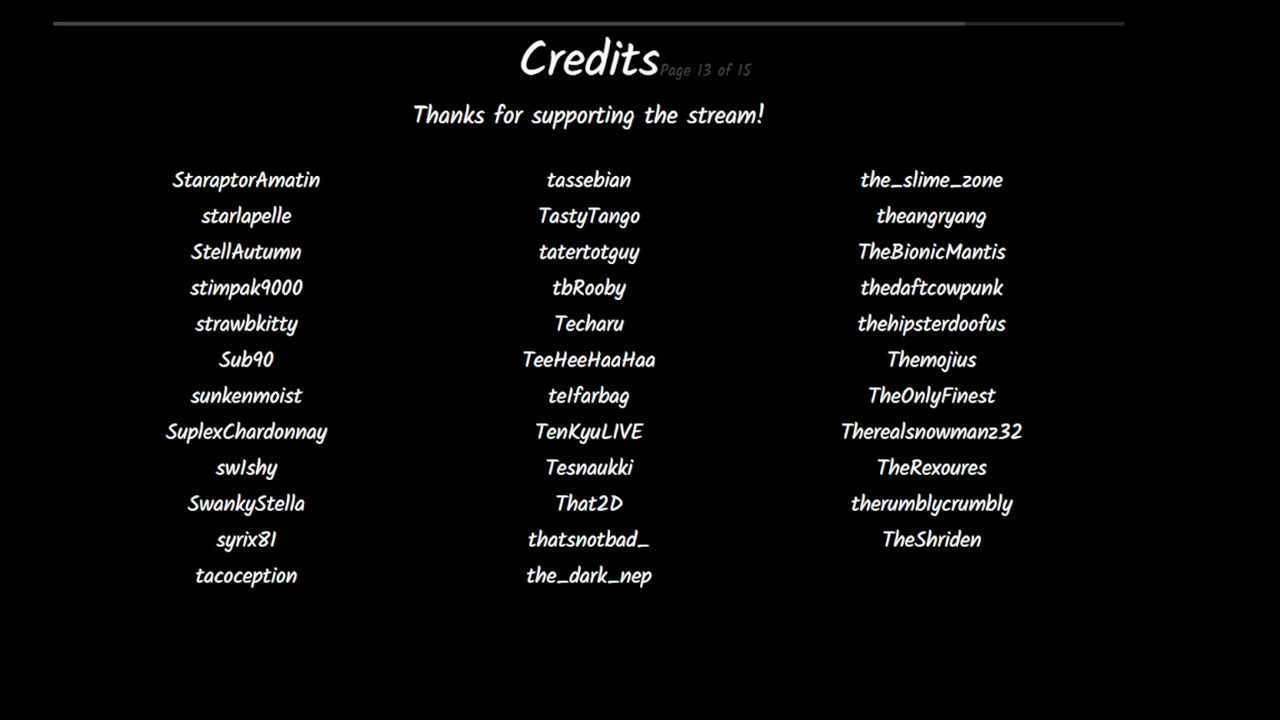 Credits Page 13 of 15
Thanks for supporting the stream!
StaraptorAmatin
starlapelle
StellAutumn
stimpak9000
strawbkitty
Sub90
sunkenmoist
SuplexChardonnay
swIshy
SwankyStella
syrix81
tacoception
tassebian
TastyTango
tatertotguy
tbRooby
Techaru
TeeHeeHaaHaa
teIfarbag
TenKyuLIVE
Tesnaukki
That2D
thatsnotbad_
the_dark_nep
the_slime_zone
theangryang
TheBionicMantis
thedaftcowpunk
thehipsterdoofus
Themojius
TheOnlyFinest
Therealsnowmanz32
TheRexoures
therumblycrumbly
TheShriden